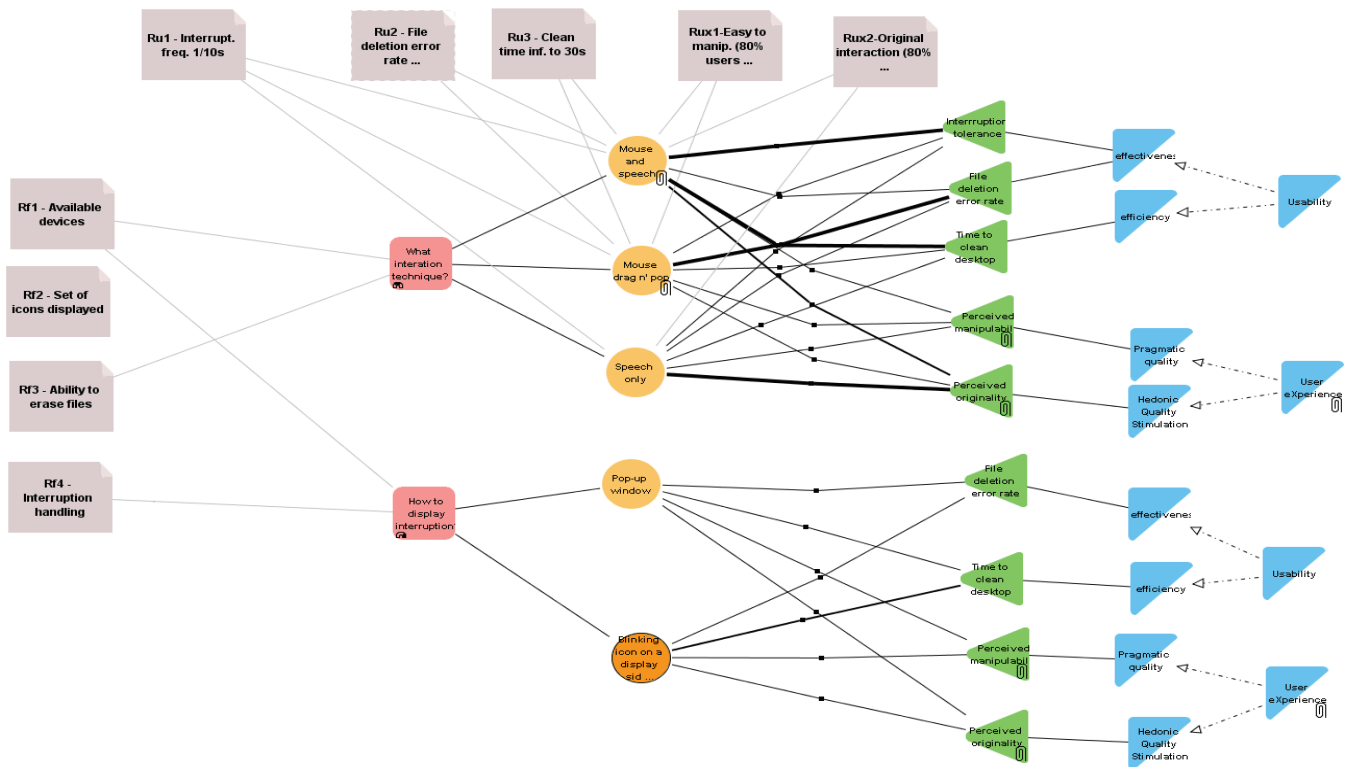 Ru1 - Interrupt.
freq. 1/10s
Ru2 - File
deletion error
rate ...
Ru3 - Clean
time inf. to 30s
Rux1-Easy to
manip. (80%
users ...
Rux2-Original
interaction (80%
...
Rf1 - Available
devices
Rf2 - Set of
icons displayed
Rf3 - Ability to
erase files
Rf4 -
Interruption
handling
What
interation
technique?
How to
display
interruption
Mouse
and
speech
Mouse
drag n' pop
Speech
only
Pop-up
window
Blinking
icon on a
display
sid ...
Interrruption
tolerance
File
deletion
error rate
Time to
clean
desktop
Perceived
manipulabil
Perceived
originality
File
deletion
error rate
Time to
clean
desktop
Perceived
manipulabil
Perceived
originality
effectivenes
efficiency
Usability
Pragmatic
quality
Hedonic
Quality
Stimulation
User
eXperience
effectivenes
efficiency
Usability
Pragmatic
quality
Hedonic
Quality
Stimulation
User
eXperience